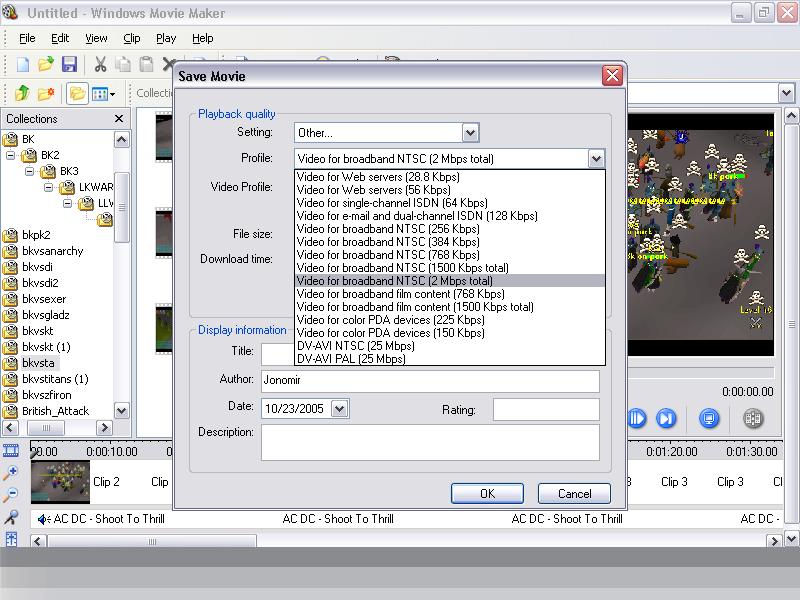 Untitled - Windows Movie Maker
File Edit View Clip Play Help
Save Movie
Collecti
Collections
BK
BK2
BK3
LKWAR
LLV
bkpk2
bkvsanarchy
bkvsdi
bkvsdi2
bkvsexer
bkvsgladz
bkvskt
bkvskt (1)
bkvsta
bkvstitans (1)
bkvszfiron
British_Attack
Playback quality
Setting: Other...
Profile: Video for broadband NTSC (2 Mbps total)
Video Profile:
File size:
Download time:
Video for Web servers (28.8 Kbps)
Video for Web servers (56 Kbps)
Video for single-channel ISDN (64 Kbps)
Video for e-mail and dual-channel ISDN (128 Kbps)
Video for broadband NTSC (256 Kbps)
Video for broadband NTSC (384 Kbps)
Video for broadband NTSC (768 Kbps)
Video for broadband NTSC (1500 Kbps total)
Video for broadband NTSC (2 Mbps total)
Video for broadband film content (768 Kbps)
Video for broadband film content (1500 Kbps total)
Video for color PDA devices (225 Kbps)
Video for color PDA devices (150 Kbps)
DV-AVI NTSC (25 Mbps)
DV-AVI PAL (25 Mbps)
Display information
Title:
Author: Jonomir
Date: 10/23/2005
Rating:
Description:
OK Cancel
0:00:00.00
00.00 0:00:10.00 0 0:01:20.00 0:01:30.00
Clip 2 Clip 3 Clip 3 Clip 3 Cl
AC DC - Shoot To Thrill AC DC - Shoot To Thrill AC DC - Shoot To Thrill AC DC -